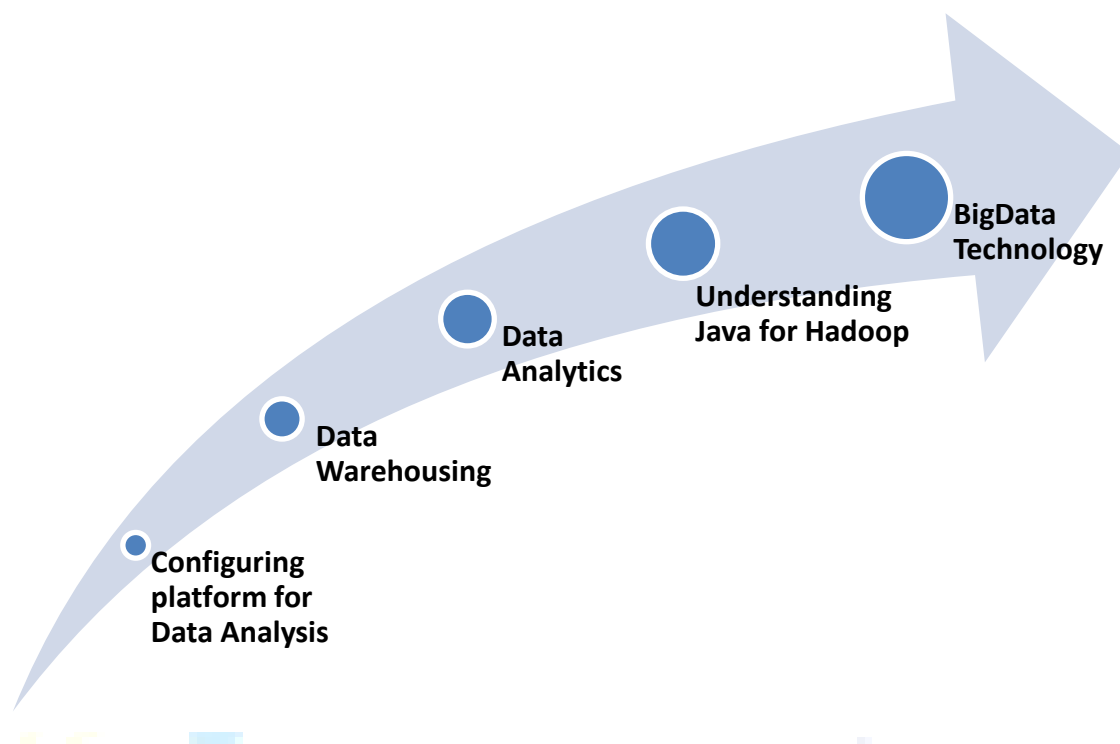 BigData
Technology
Understanding
Java for Hadoop
Data
Analytics
Data
Warehousing
Configuring
platform for
Data Analysis